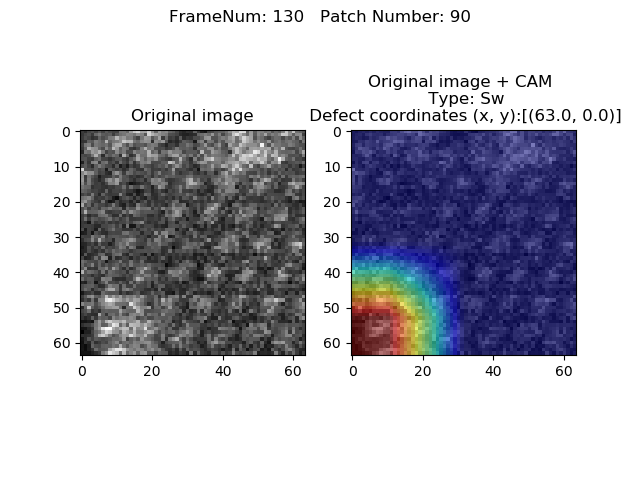 FrameNum: 130   Patch Number: 90
Original image
0
10
20
30
40
50
60
0 20 40 60
Original image + CAM
Type: Sw
Defect coordinates (x, y):[(63.0, 0.0)]
0
10
20
30
40
50
60
0 20 40 60